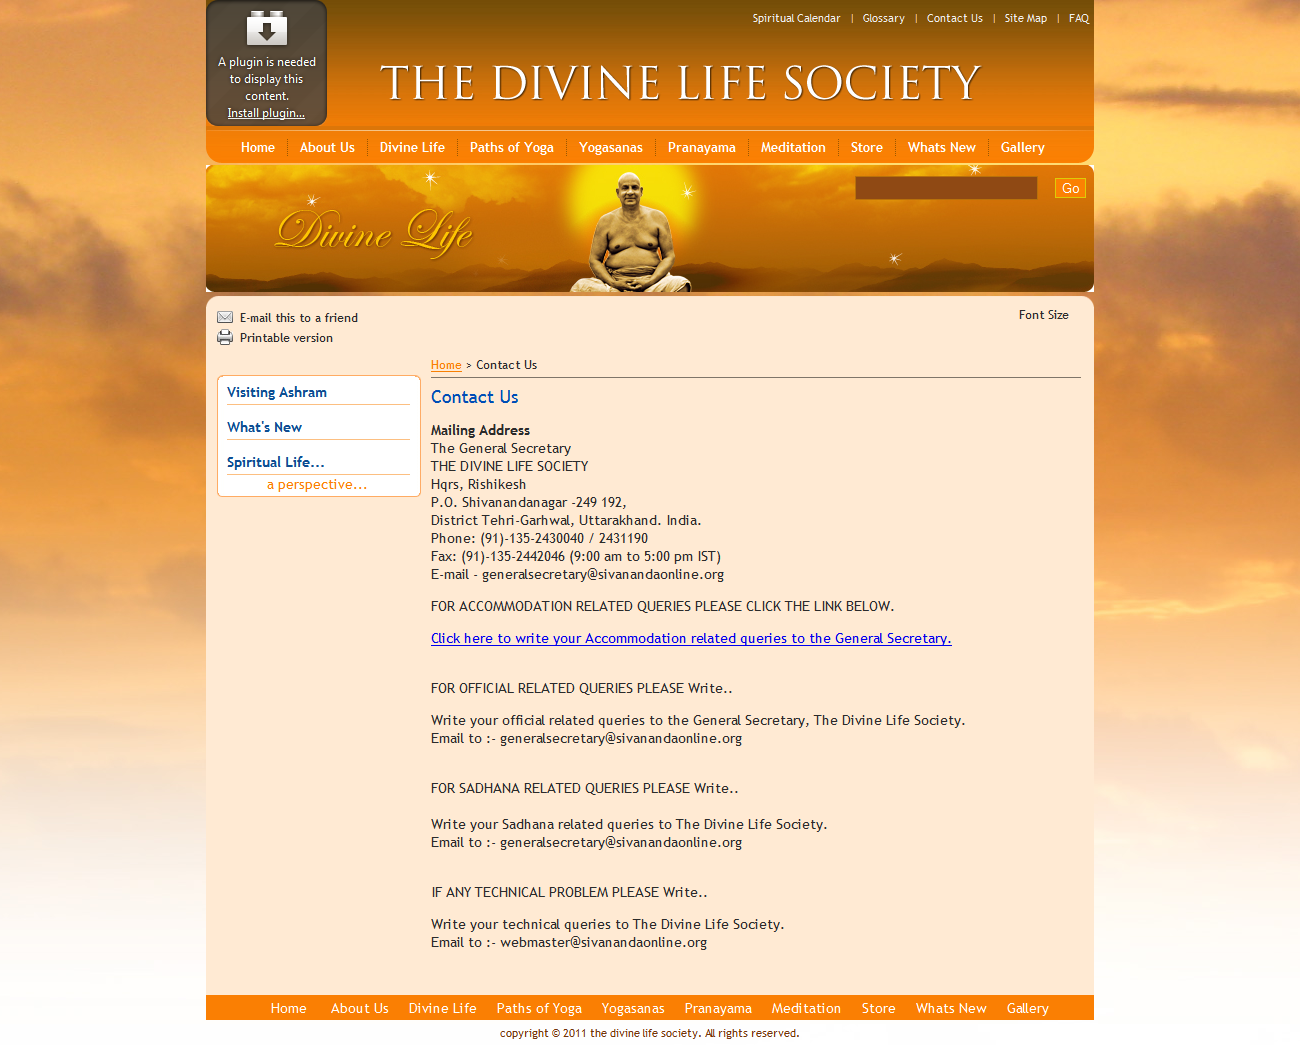 A plugin is needed
to display this
content.
Install plugin...
Spiritual Calendar | Glossary | Contact Us | Site Map | FAQ
THE DIVINE LIFE SOCIETY
Home About Us Divine Life Paths of Yoga Yogasanas Pranayama Meditation Store Whats New Gallery
Go
Divine Life
E-mail this to a friend
Font Size
Printable version
Home > Contact Us
Visiting Ashram
What's New
Spiritual Life...
a perspective...
Contact Us
Mailing Address
The General Secretary
THE DIVINE LIFE SOCIETY
Hqrs, Rishikesh
P.O. Shivanandanagar -249 192,
District Tehri-Garhwal, Uttarakhand. India.
Phone: (91)-135-2430040 / 2431190
Fax: (91)-135-2442046 (9:00 am to 5:00 pm IST)
E-mail - generalsecretary@sivanandaonline.org
FOR ACCOMMODATION RELATED QUERIES PLEASE CLICK THE LINK BELOW.
Click here to write your Accommodation related queries to the General Secretary.
FOR OFFICIAL RELATED QUERIES PLEASE Write..
Write your official related queries to the General Secretary, The Divine Life Society.
Email to :- generalsecretary@sivanandaonline.org
FOR SADHANA RELATED QUERIES PLEASE Write..
Write your Sadhana related queries to The Divine Life Society.
Email to :- generalsecretary@sivanandaonline.org
IF ANY TECHNICAL PROBLEM PLEASE Write..
Write your technical queries to The Divine Life Society.
Email to :- webmaster@sivanandaonline.org
Home About Us Divine Life Paths of Yoga Yogasanas Pranayama Meditation Store Whats New Gallery
copyright © 2011 the divine life society. All rights reserved.